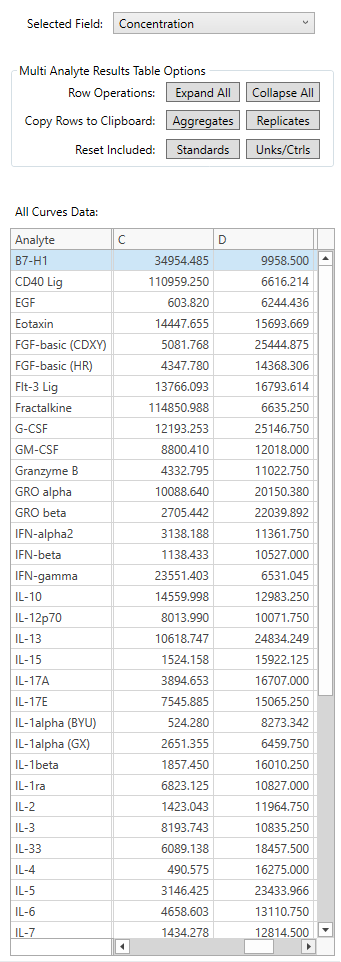 Selected Field: Concentration
Multi Analyte Results Table Options
Row Operations: Expand All Collapse All
Copy Rows to Clipboard: Aggregates Replicates
Reset Included: Standards Unks/Ctrls
All Curves Data:
Analyte C D
B7-H1 34954.485 9958.500
CD40 Lig 110959.250 6616.214
EGF 603.820 6244.436
Eotaxin 14447.655 15693.669
FGF-basic (CDXY) 5081.768 25444.875
FGF-basic (HR) 4347.780 14368.306
Flt-3 Lig 13766.093 16793.614
Fractalkine 114850.988 6635.250
G-CSF 12193.253 25146.750
GM-CSF 8800.410 12018.000
Granzyme B 4332.795 11022.750
GRO alpha 10088.640 20150.380
GRO beta 2705.442 22039.892
IFN-alpha2 3138.188 11361.750
IFN-beta 1138.433 10527.000
IFN-gamma 23551.403 6531.045
IL-10 14559.998 12983.250
IL-12p70 8013.990 10071.750
IL-13 10618.747 24834.249
IL-15 1524.158 15922.125
IL-17A 3894.653 16707.000
IL-17E 7545.885 15065.250
IL-1alpha (BYU) 524.280 8273.342
IL-1alpha (GX) 2651.355 6459.750
IL-1beta 1857.450 16010.250
IL-1ra 6823.125 10827.000
IL-2 1423.043 11964.750
IL-3 8193.743 10835.250
IL-33 6089.138 18457.500
IL-4 490.575 16275.000
IL-5 3146.425 23433.966
IL-6 4658.603 13110.750
IL-7 1434.278 12814.500